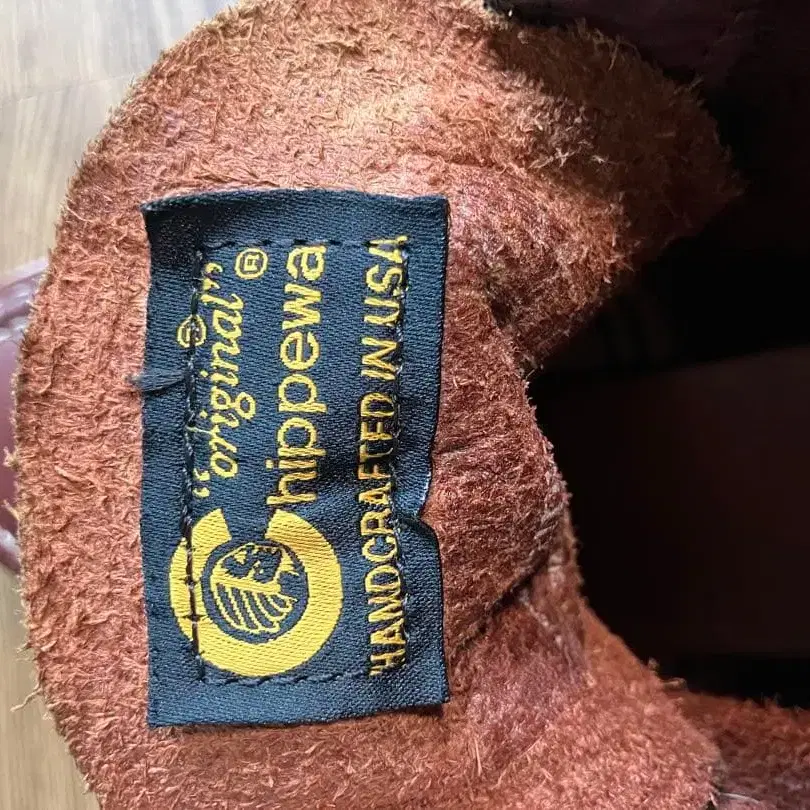 "original"®
Chippewa®
"HANDCRAFTED IN USA